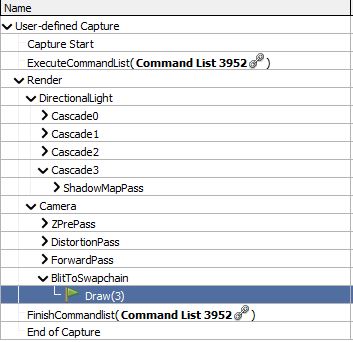 Name
User-defined Capture
Capture Start
ExecuteCommandList( Command List 3952 )
Render
DirectionalLight
Cascade0
Cascade1
Cascade2
Cascade3
ShadowMapPass
Camera
ZPrePass
DistortionPass
ForwardPass
BlitToSwapchain
Draw(3)
FinishCommandlist( Command List 3952 )
End of Capture